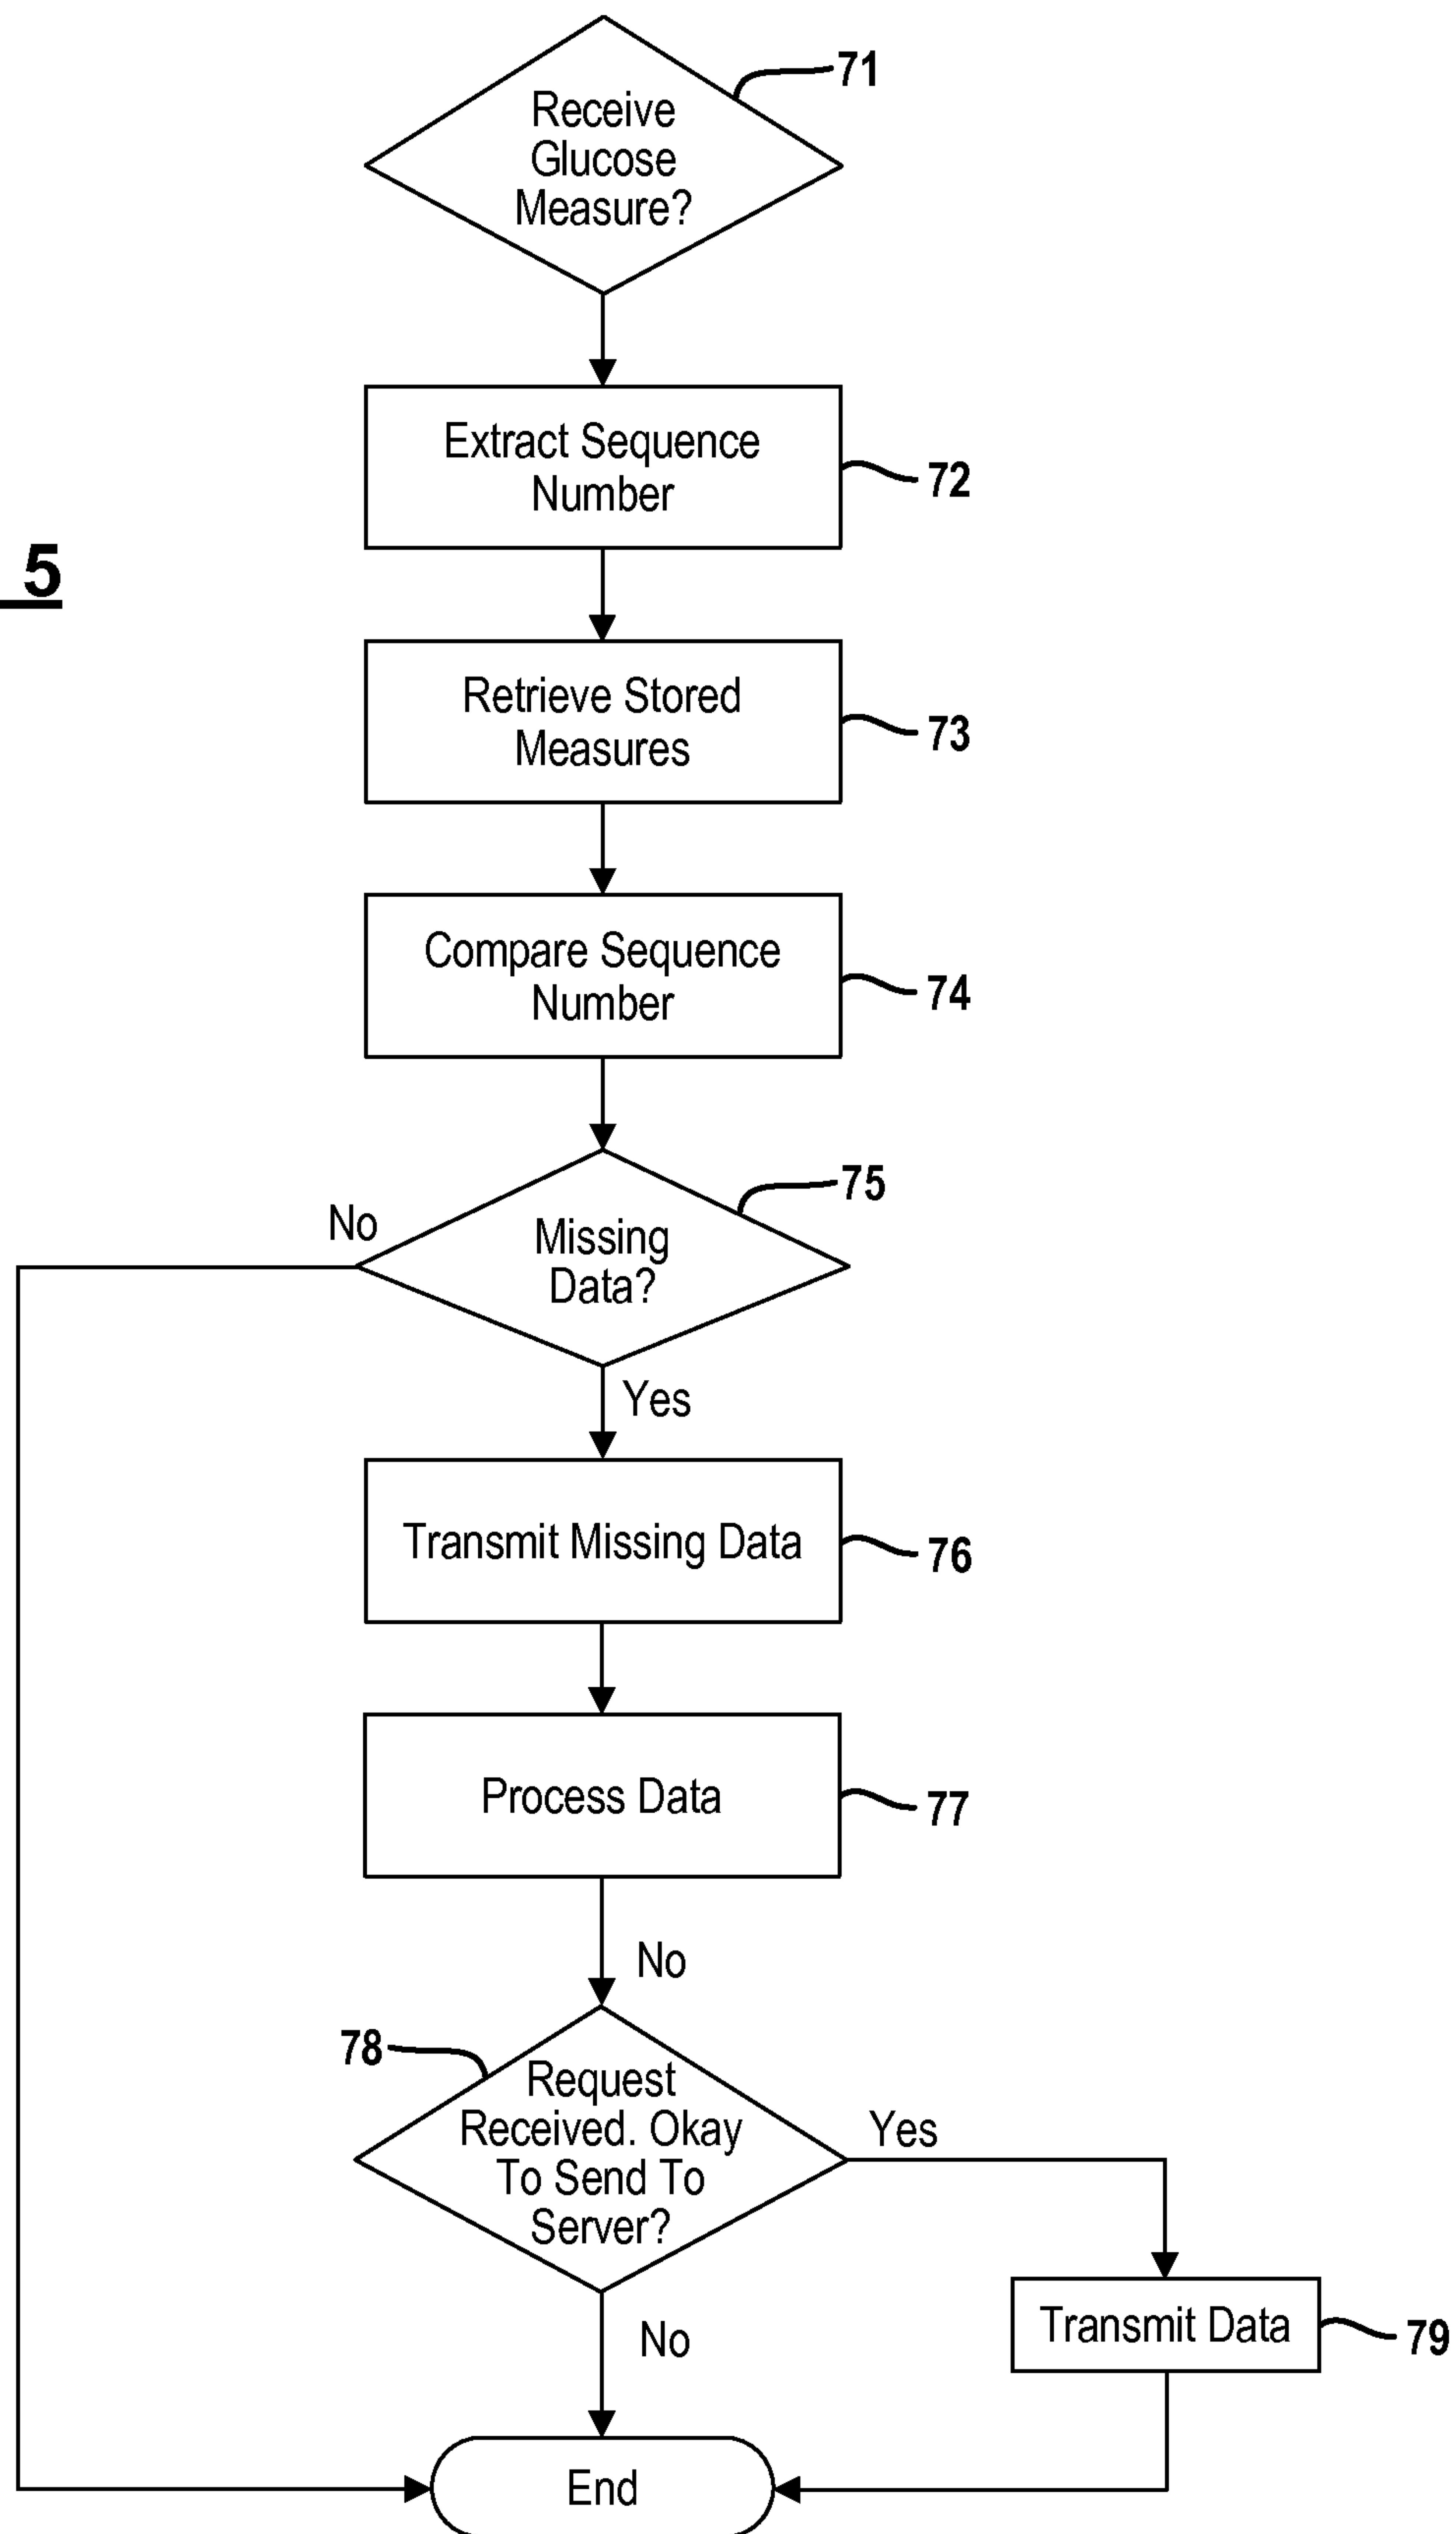 71
Receive
Glucose
Measure?
Extract Sequence
Number
72
5
Retrieve Stored
Measures
73
Compare Sequence
Number
74
75
No
Missing
Data?
Yes
Transmit Missing Data
76
Process Data
77
No
78
Request
Received. Okay
To Send To
Server?
Yes
Transmit Data
79
No
End